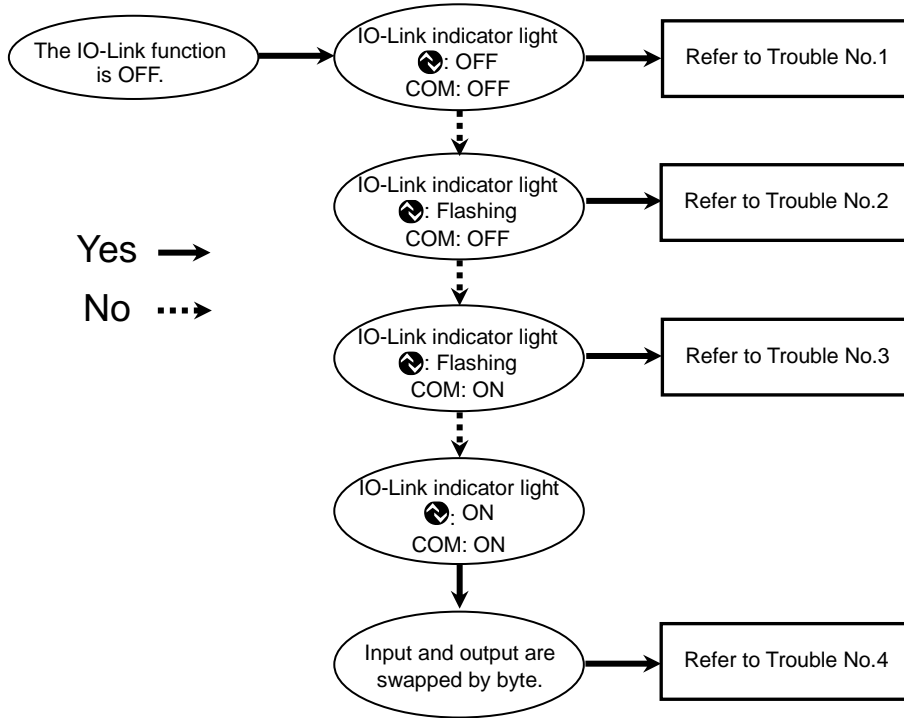 The IO-Link function
is OFF.
IO-Link indicator light
: OFF
COM: OFF
Refer to Trouble No.1
IO-Link indicator light
: Flashing
COM: OFF
Refer to Trouble No.2
Yes
No
IO-Link indicator light
: Flashing
COM: ON
Refer to Trouble No.3
IO-Link indicator light
: ON
COM: ON
Input and output are
swapped by byte.
Refer to Trouble No.4